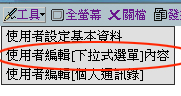 工具▾ 全螢幕 ✕關檔 登
使用者設定基本資料
使用者編輯[下拉式選單]內容
使用者編輯[個人通訊錄]